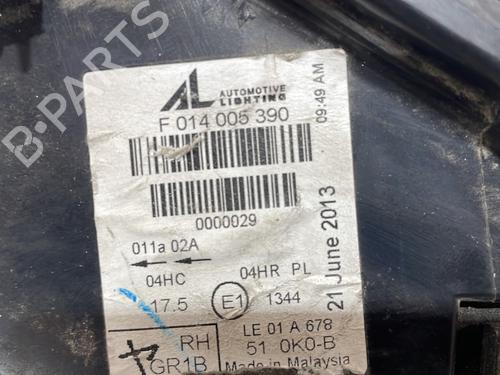 B-PARTS
AL AUTOMOTIVE LIGHTING
F 014 005 390
0000029
011a 02A
04HC 04HR PL
17.5 E1 1344
LE 01 A 678
RH 51 0K0-B
GR1B Made in Malaysia
21 June 2013 09:49 AM